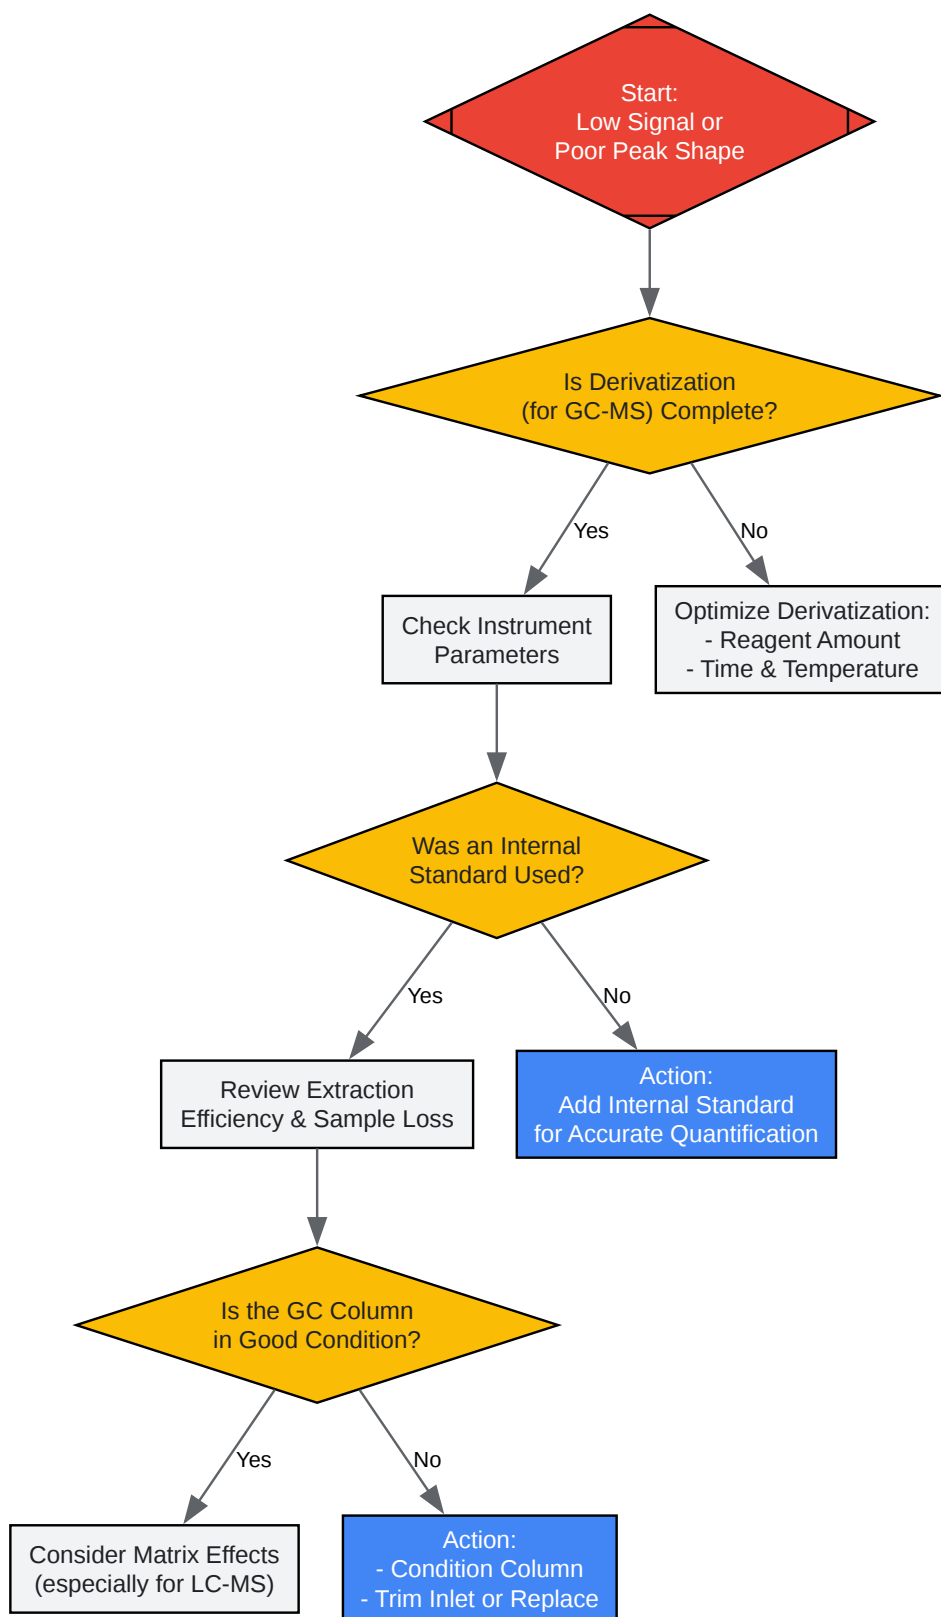 Start:
Low Signal or
Poor Peak Shape
Is Derivatization
(for GC-MS) Complete?
Yes
No
Check Instrument
Parameters
Optimize Derivatization:
- Reagent Amount
- Time & Temperature
Was an Internal
Standard Used?
Yes
No
Review Extraction
Efficiency & Sample Loss
Action:
Add Internal Standard
for Accurate Quantification
Is the GC Column
in Good Condition?
Yes
No
Consider Matrix Effects
(especially for LC-MS)
Action:
- Condition Column
- Trim Inlet or Replace